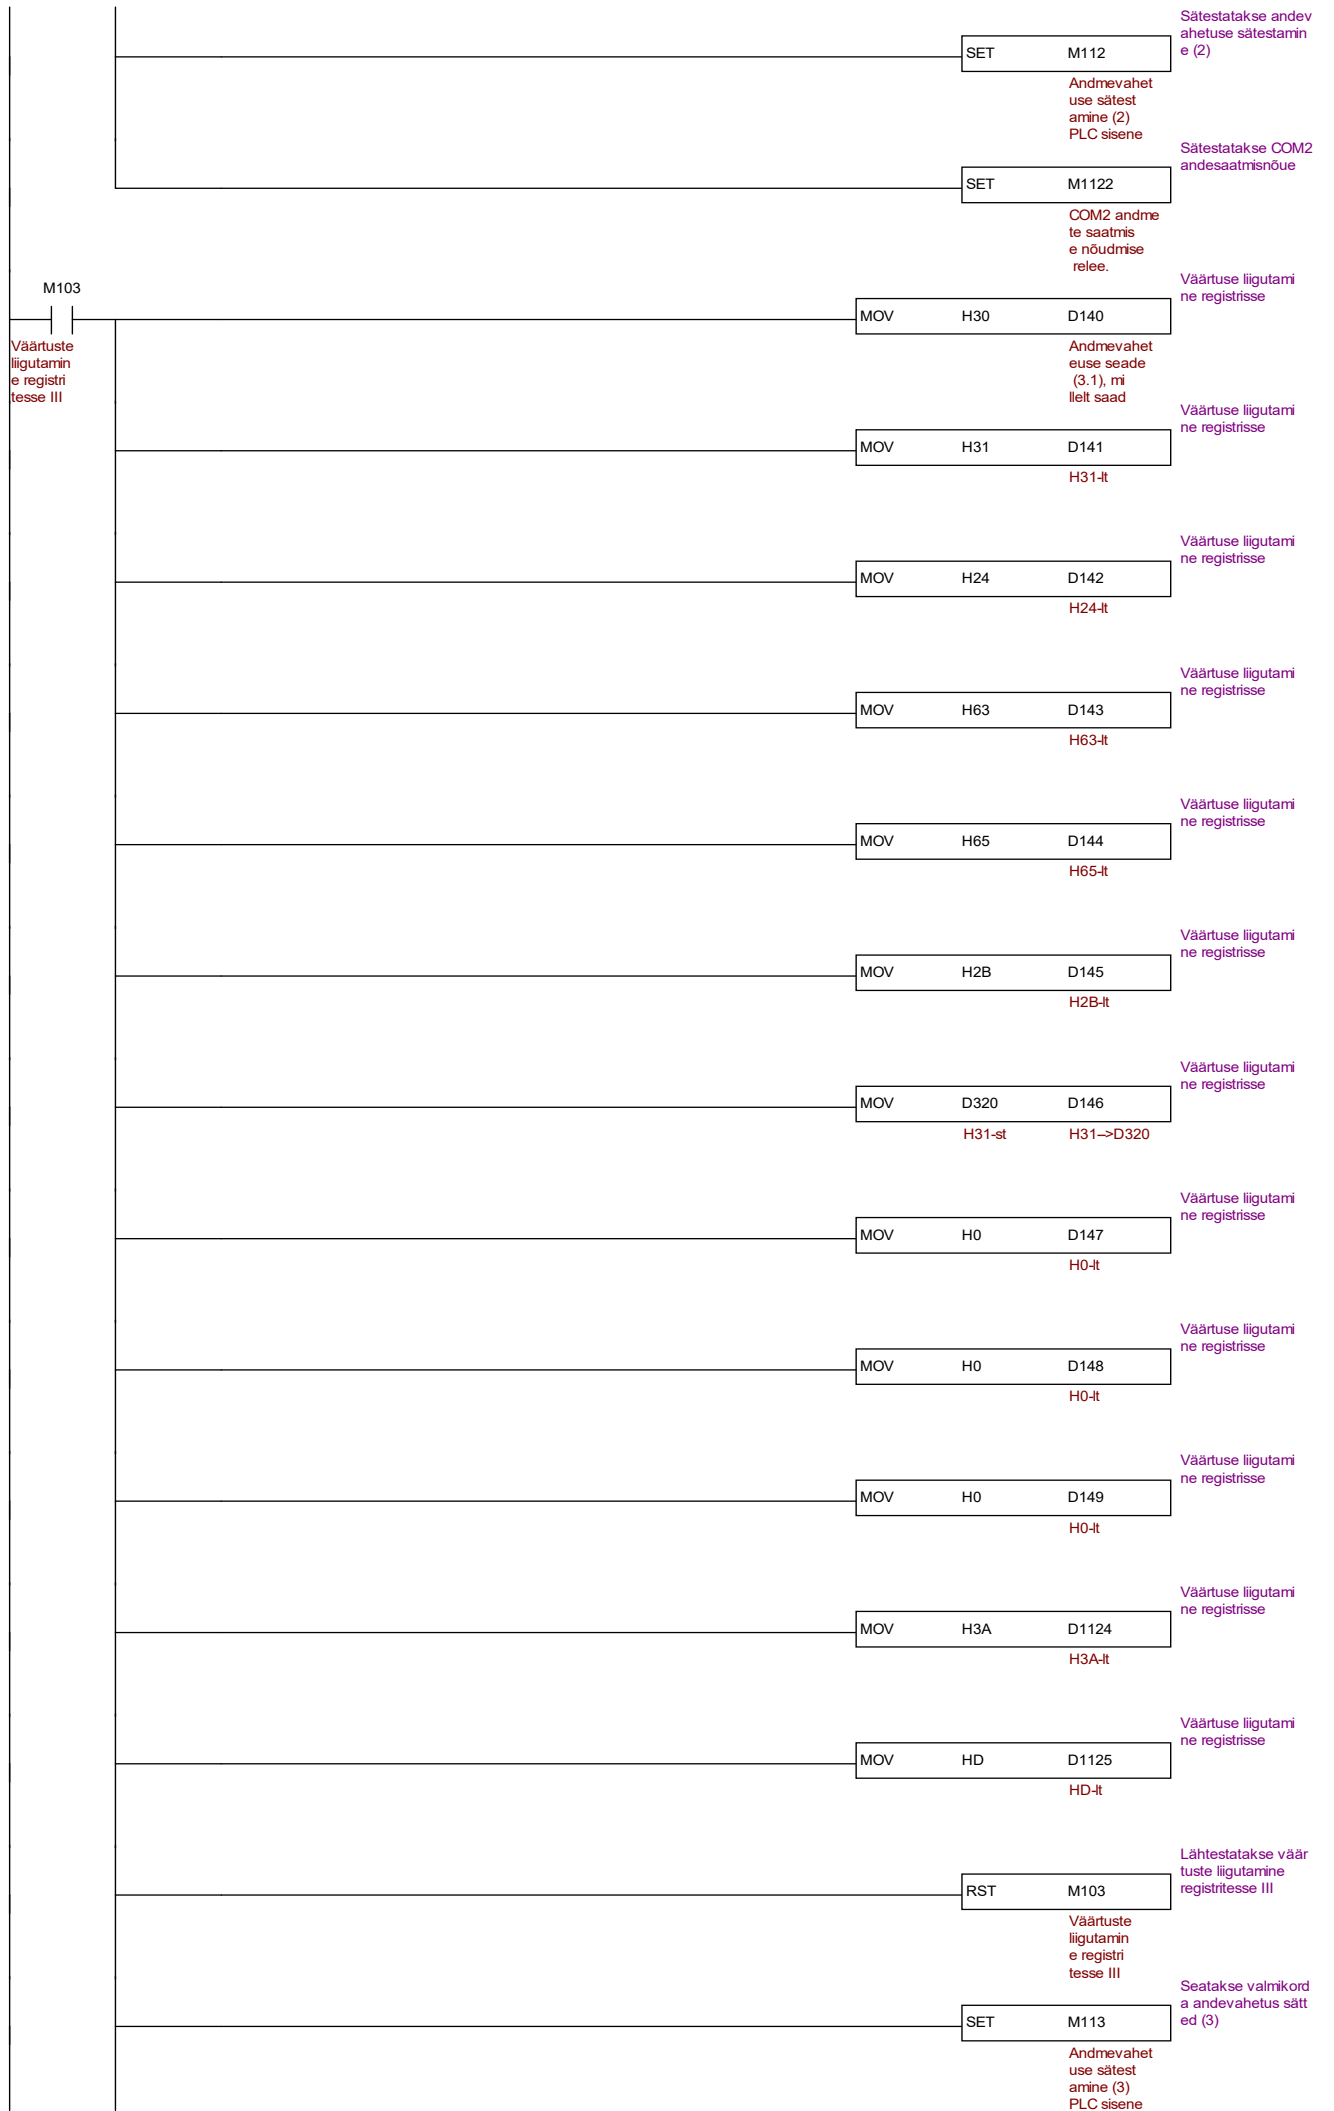 Sätestatakse andev
ahetuse sätestamin
e (2)
SET M112
Andmevahet
use sätest
amine (2)
PLC sisene
Sätestatakse COM2
andesaatmisnõue
SET M1122
COM2 andme
te saatmis
e nõudmise
relee.
M103
Väärtuste
liigutamin
e registri
tesse III
Väärtuse liigutami
ne registrisse
MOV H30 D140
Andmevahet
euse seade
(3.1), mi
llelt saad
Väärtuse liigutami
ne registrisse
MOV H31 D141
H31-lt
Väärtuse liigutami
ne registrisse
MOV H24 D142
H24-lt
Väärtuse liigutami
ne registrisse
MOV H63 D143
H63-lt
Väärtuse liigutami
ne registrisse
MOV H65 D144
H65-lt
Väärtuse liigutami
ne registrisse
MOV H2B D145
H2B-lt
Väärtuse liigutami
ne registrisse
MOV D320 D146
H31-st H31-->D320
Väärtuse liigutami
ne registrisse
MOV H0 D147
H0-lt
Väärtuse liigutami
ne registrisse
MOV H0 D148
H0-lt
Väärtuse liigutami
ne registrisse
MOV H0 D149
H0-lt
Väärtuse liigutami
ne registrisse
MOV H3A D1124
H3A-lt
Väärtuse liigutami
ne registrisse
MOV HD D1125
HD-lt
Lähtestatakse väär
tuste liigutamine
registritesse III
RST M103
Väärtuste
liigutamin
e registri
tesse III
Seatakse valmikord
a andevahetus sätt
ed (3)
SET M113
Andmevahet
use sätest
amine (3)
PLC sisene